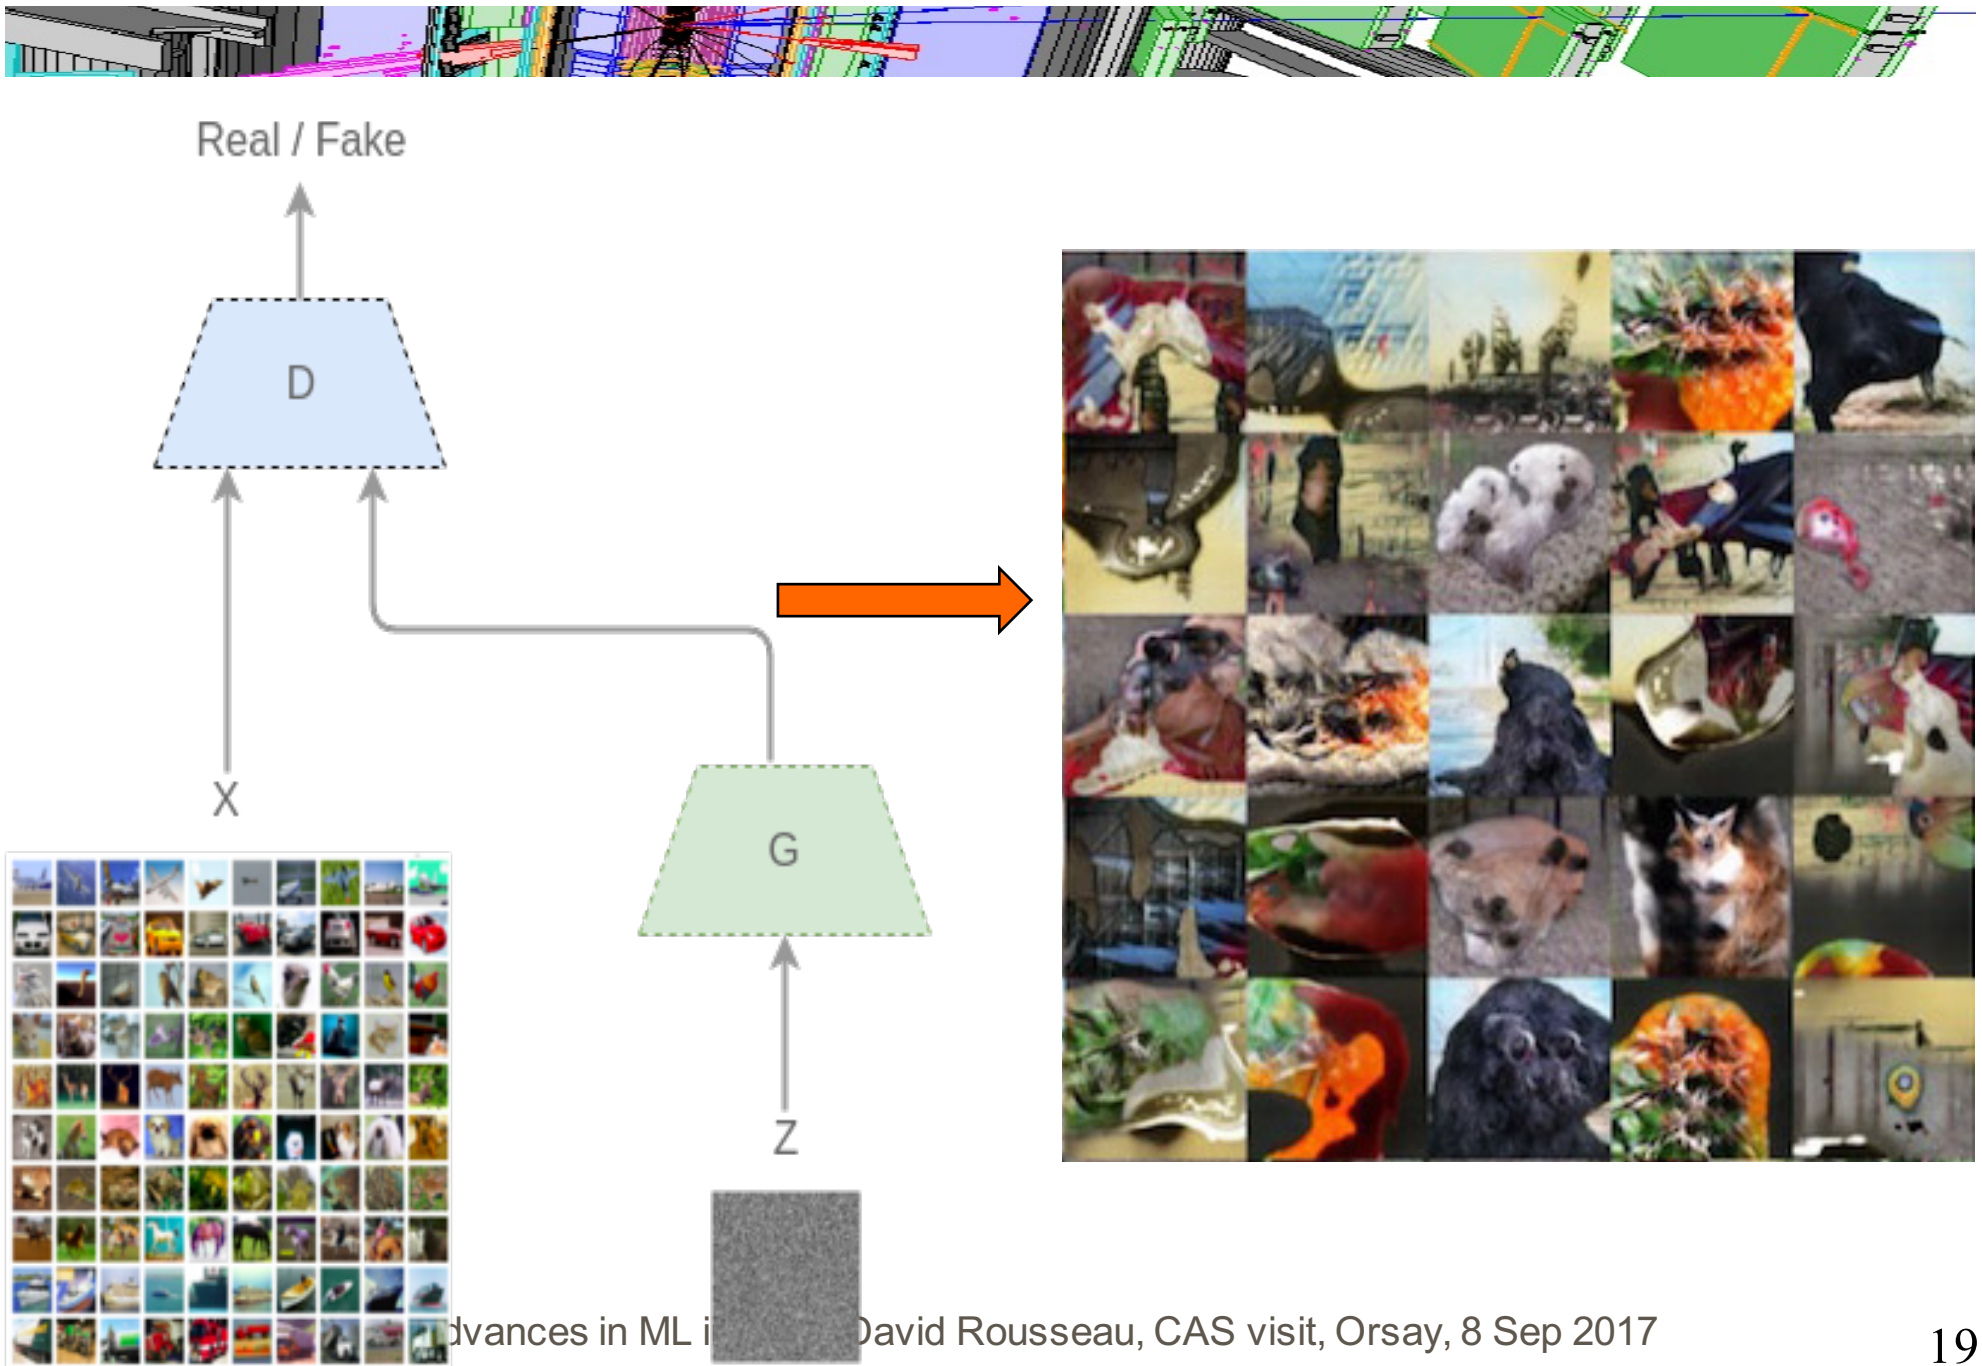 Real / Fake
D
X
G
Z
dvances in ML i David Rousseau, CAS visit, Orsay, 8 Sep 2017
19